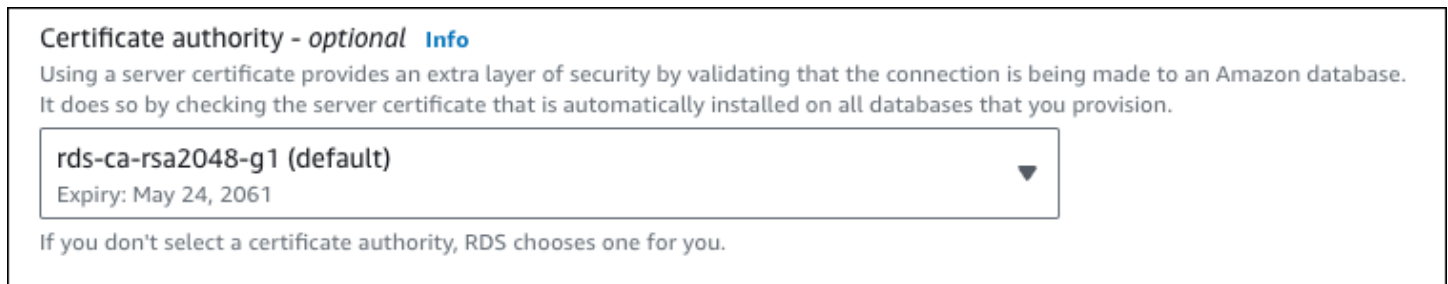 Certificate authority - optional Info
Using a server certificate provides an extra layer of security by validating that the connection is being made to an Amazon database.
It does so by checking the server certificate that is automatically installed on all databases that you provision.
rds-ca-rsa2048-g1 (default)
Expiry: May 24, 2061
If you don't select a certificate authority, RDS chooses one for you.